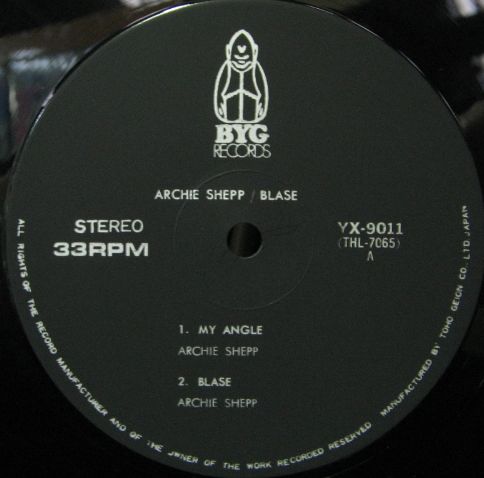 BYG
RECORDS
ARCHIE SHEPP / BLASE
STEREO
33RPM
YX-9011
(THL-7065)
A
1. MY ANGLE
ARCHIE SHEPP
2. BLASE
ARCHIE SHEPP
ALL RIGHTS OF THE RECORD MANUFACTURER AND OF THE OWNER OF THE WORK RECORDED RESERVED MANUFACTURED BY TOHO GEIGN CO., LTD. JAPAN